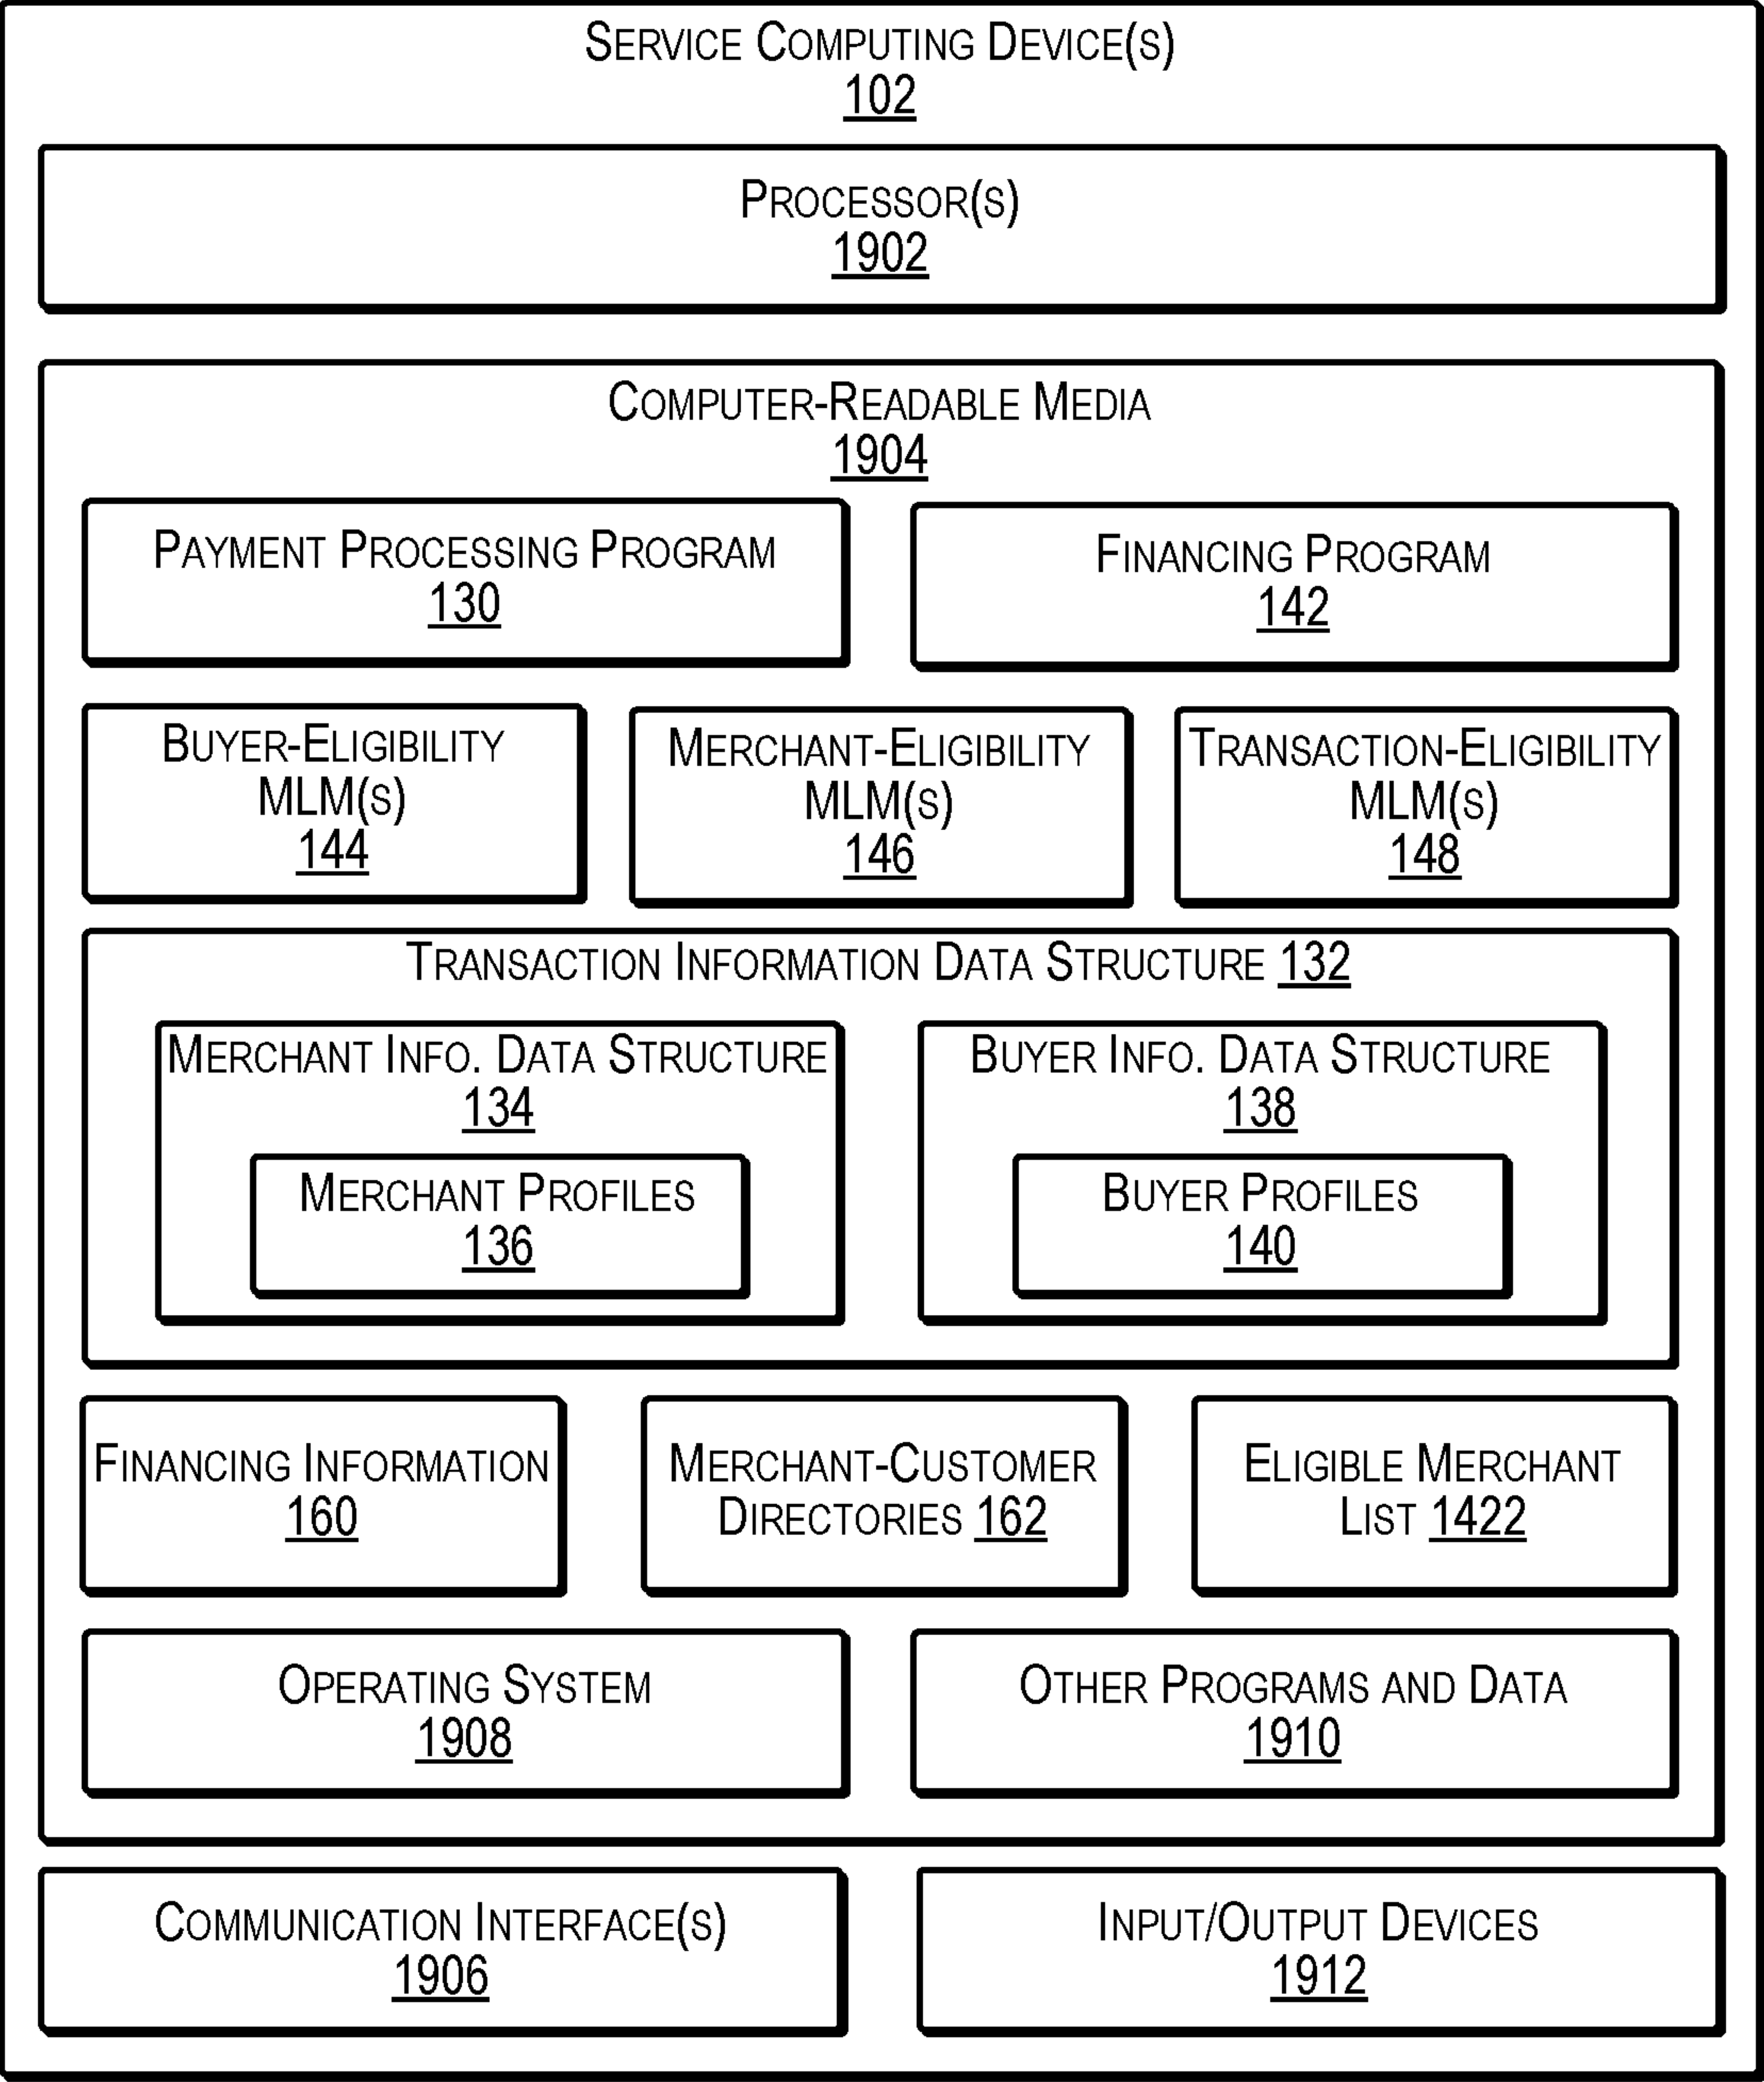 SERVICE COMPUTING DEVICE(S)
102
PROCESSOR(S)
1902
COMPUTER-READABLE MEDIA
1904
PAYMENT PROCESSING PROGRAM
130
FINANCING PROGRAM
142
BUYER-ELIGIBILITY
MLM(S)
144
MERCHANT-ELIGIBILITY
MLM(S)
146
TRANSACTION-ELIGIBILITY
MLM(S)
148
TRANSACTION INFORMATION DATA STRUCTURE 132
MERCHANT INFO. DATA STRUCTURE
134
MERCHANT PROFILES
136
BUYER INFO. DATA STRUCTURE
138
BUYER PROFILES
140
FINANCING INFORMATION
160
MERCHANT-CUSTOMER
DIRECTORIES 162
ELIGIBLE MERCHANT
LIST 1422
OPERATING SYSTEM
1908
OTHER PROGRAMS AND DATA
1910
COMMUNICATION INTERFACE(S)
1906
INPUT/OUTPUT DEVICES
1912